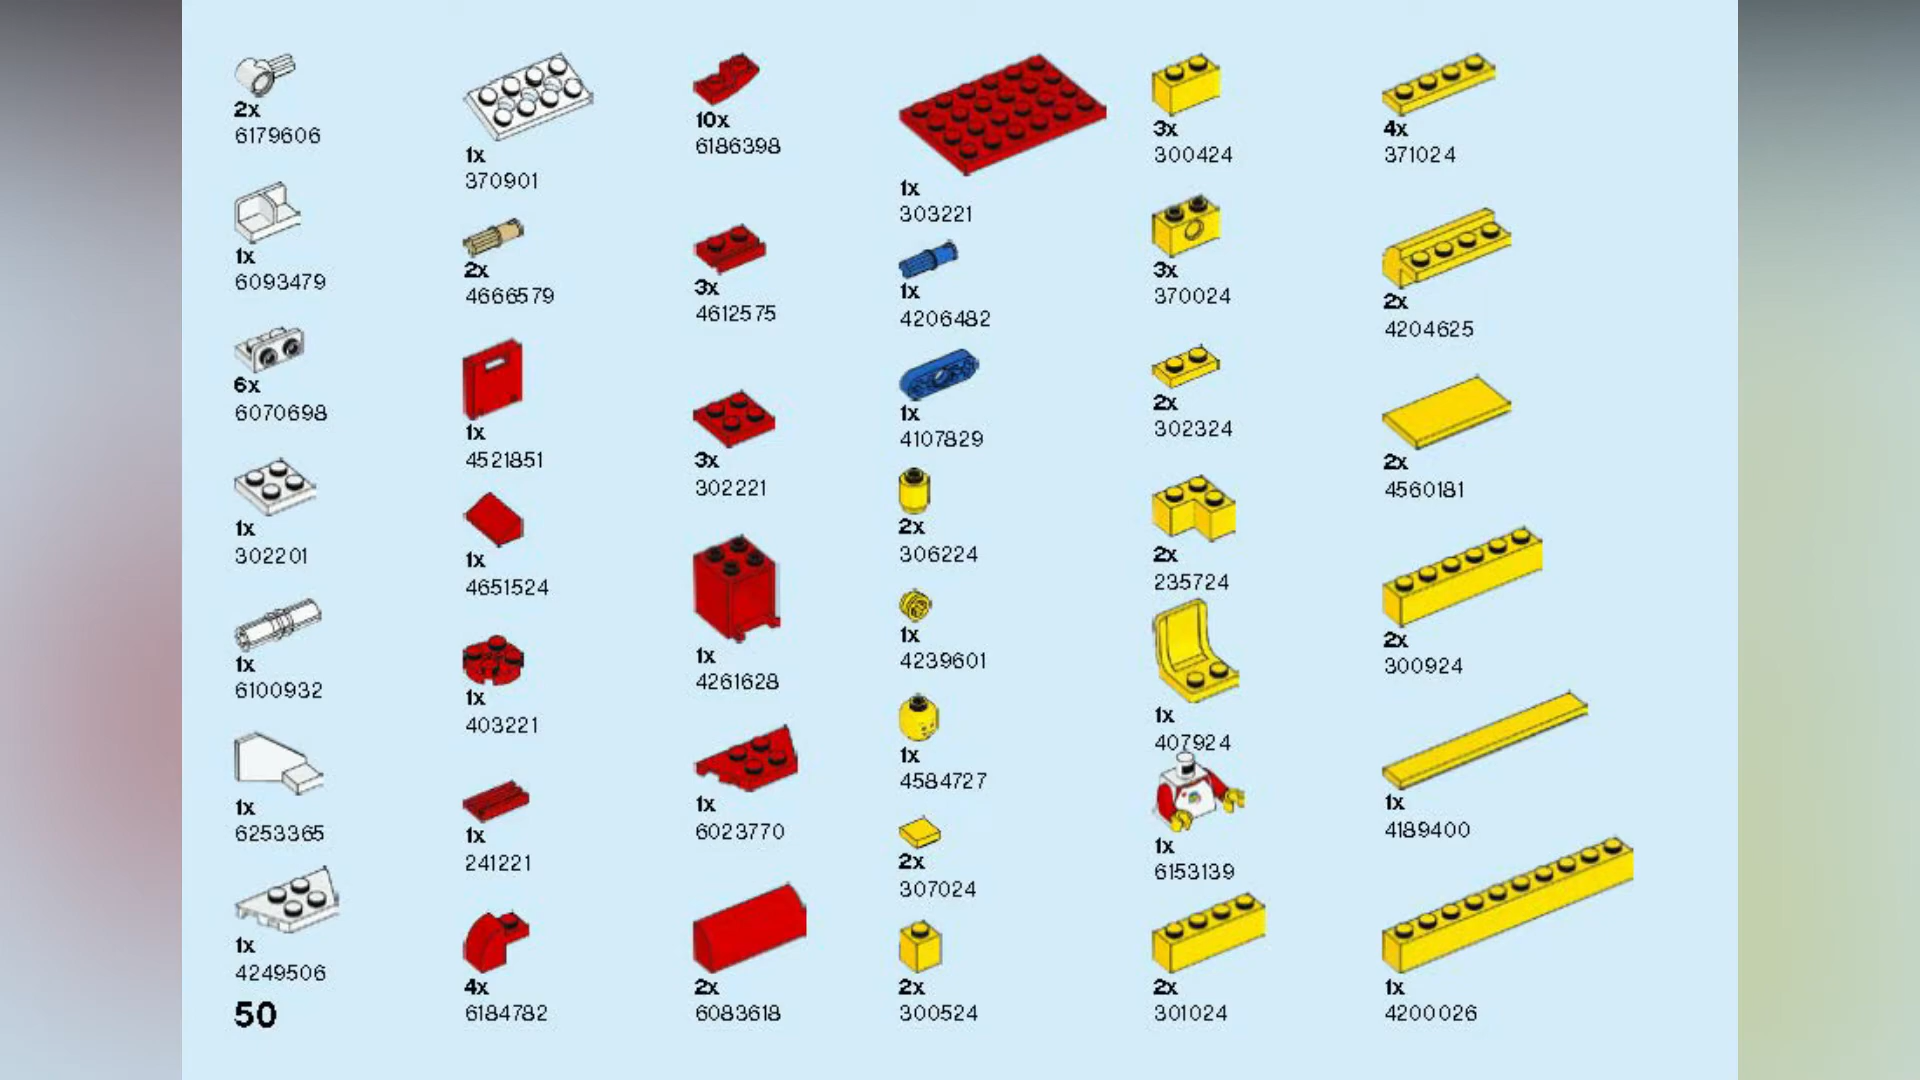 2x
6179606
1x
6093479
6x
6070698
1x
302201
1x
6100932
1x
6253365
1x
4249506
50
1x
370901
2x
4666579
1x
4521851
1x
4651524
1x
403221
1x
241221
4x
6184782
10x
6186398
3x
4612575
3x
302221
1x
4261628
1x
6023770
2x
6083618
1x
303221
1x
4206482
1x
4107829
2x
306224
1x
4239601
1x
4584727
2x
307024
2x
300524
3x
300424
3x
370024
2x
302324
2x
235724
1x
407924
1x
6153139
2x
301024
4x
371024
2x
4204625
2x
4560181
2x
300924
1x
4189400
1x
4200026